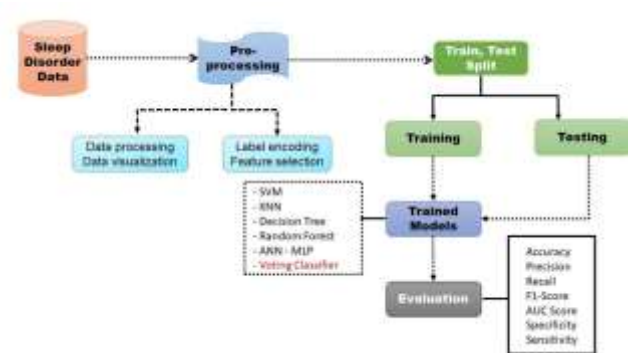 Sleep
Disorder
Data
Pre-
processing
Train, Test
Split
Data processing
Data visualization
Label encoding
Feature selection
Training
Testing
- SVM
- KNN
- Decision Tree
- Random Forest
- ANN - MLP
- Voting Classifier
Trained
Models
Evaluation
Accuracy
Precision
Recall
F1-Score
AUC Score
Specificity
Sensitivity